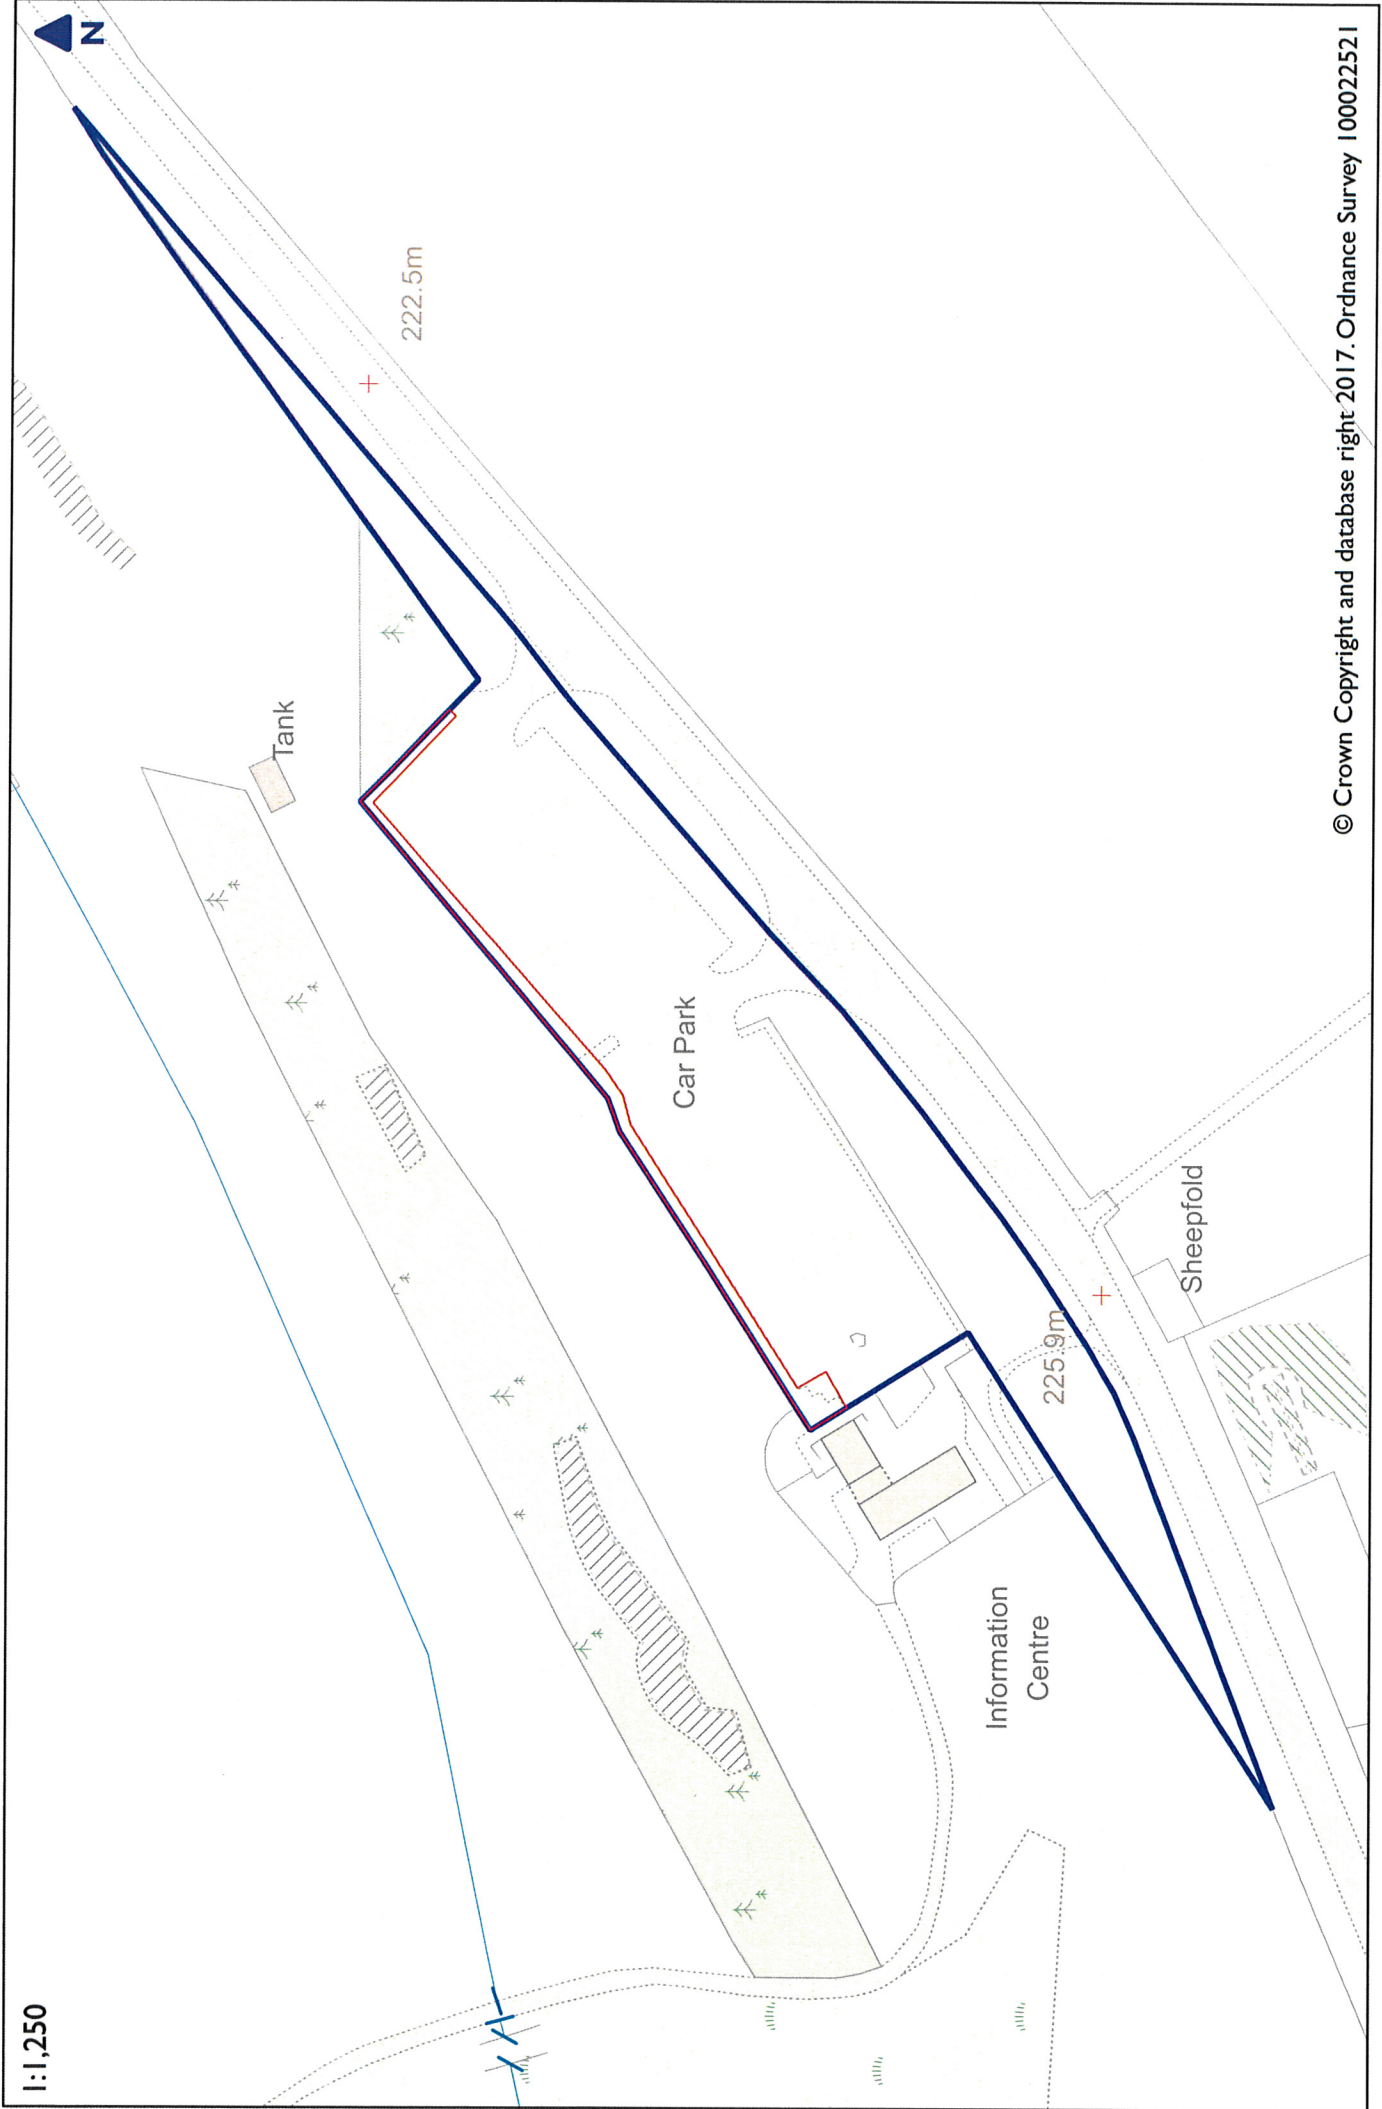 1:1,250
N
222.5m
Tank
Car Park
225.9m
Sheepfold
Information
Centre
© Crown Copyright and database right 2017. Ordnance Survey 100022521